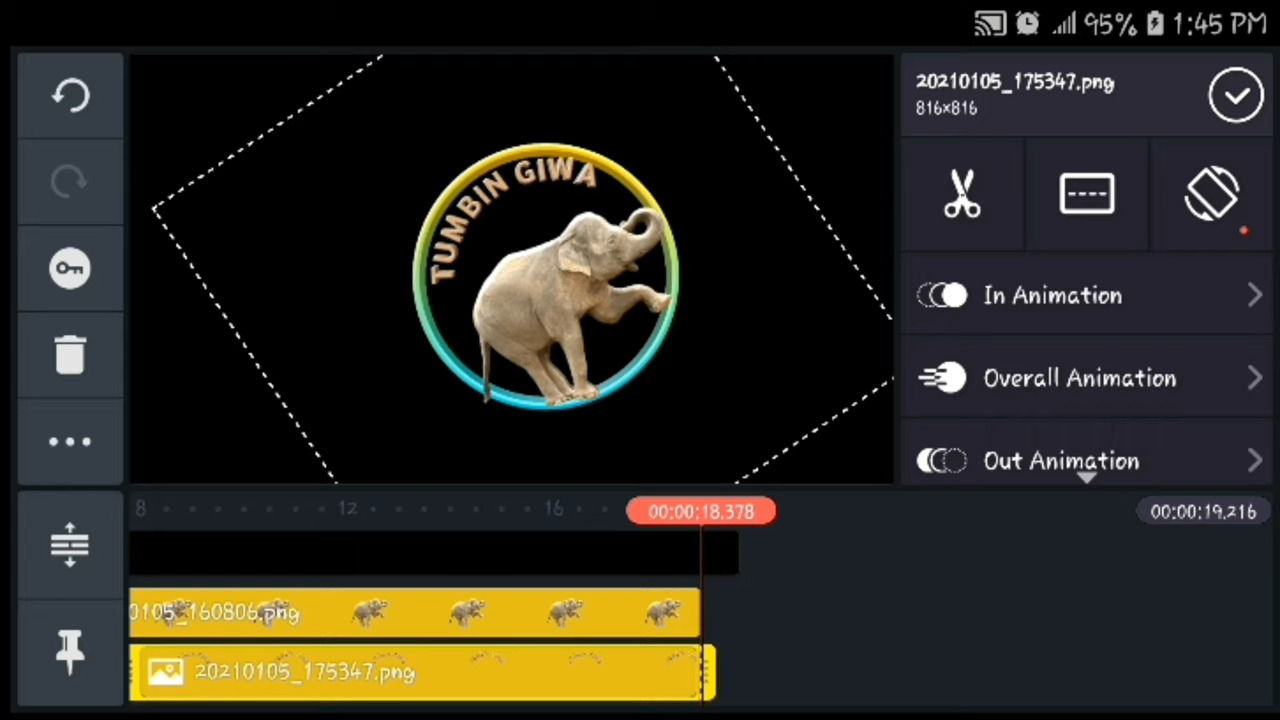 95% 1:45 PM
20210105_175347.png
816×816
TUMBIN GIWA
In Animation
Overall Animation
Out Animation
8 12 16
00:00:18.378
00:00:19.216
0105_160806.png
20210105_175347.png